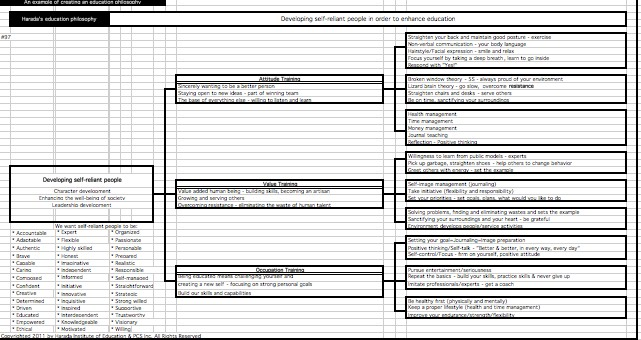 An example of creating an education philosophy
Harada's education philosophy
Developing self-reliant people in order to enhance education
#37
Straighten your back and maintain good posture - exercise
Non-verbal communication - your body language
Hairstyle/Facial expression - smile and relax
Focus yourself by taking a deep breath, learn to go inside
Respond with "Yes!"
Attitude Training
Sincerely wanting to be a better person
Staying open to new ideas - part of winning team
The base of everything else - willing to listen and learn
Broken window theory - 5S - always proud of your environment
Lizard brain theory - go slow, overcome resistance
Straighten chairs and desks - serve others
Be on time, sanctifying your surroundings
Health management
Time management
Money management
Journal teaching
Reflection - Positive thinking
Developing self-reliant people
Character development
Enhancing the well-being of society
Leadership development
Value Training
Value added human being - building skills, becoming an artisan
Growing and serving others
Overcoming resistance - eliminating the waste of human talent
Willingness to learn from public models - experts
Pick up garbage, straighten shoes - help others to change behavior
Greet others with energy - set the example
Self-image management (journaling)
Take initiative (flexibility and responsibility)
Set your priorities - set goals, plans, what would you like to do
Solving problems, finding and eliminating wastes and sets the example
Sanctifying your surroundings and your heart - be grateful
Environment develops people/service activities
We want self-reliant people to be:
* Accountable * Expert * Organized
* Adaptable * Flexible * Passionate
* Authentic * Highly skilled * Personable
* Brave * Honest * Prepared
* Capable * Imaginative * Realistic
* Caring * Independent * Responsible
* Composed * Informed * Self-managed
* Confident * Initiative * Straightforward
* Creative * Innovative * Strategic
* Determined * Inquisitive * Strong willed
* Driven * Inspired * Supportive
* Educated * Interdependent * Trustworthy
* Empowered * Knowledgeable * Visionary
* Ethical * Motivated * Willing
Occupation Training
Being educated means challenging yourself and
creating a new self - focusing on strong personal goals
Build our skills and capabilities
Setting your goal-Journaling-Image preparation
Positive thinking/Self-talk - "Better & better, in every way, every day"
Self-control/Focus - firm on yourself, positive attitude
Pursue entertainment/seriousness
Repeat the basics - build your skills, practice skills & never give up
Imitate professionals/experts - get a coach
Be healthy first (physically and mentally)
Keep a proper lifestyle (health and time management)
Improve your endurance/strength/flexibility
Copyrighted 2011 by Harada Institute of Education & PCS Inc. All Rights Reserved